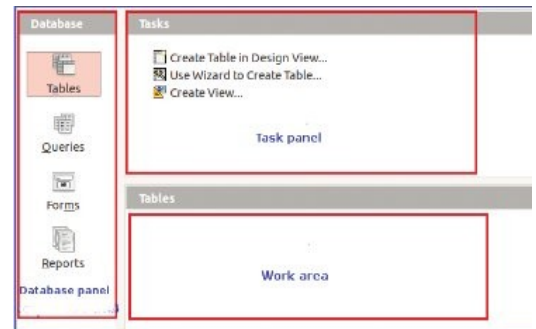 Database
Tables
Queries
Forms
Reports
Database panel
Tasks
Create Table in Design View...
Use Wizard to Create Table...
Create View...
Task panel
Tables
Work area